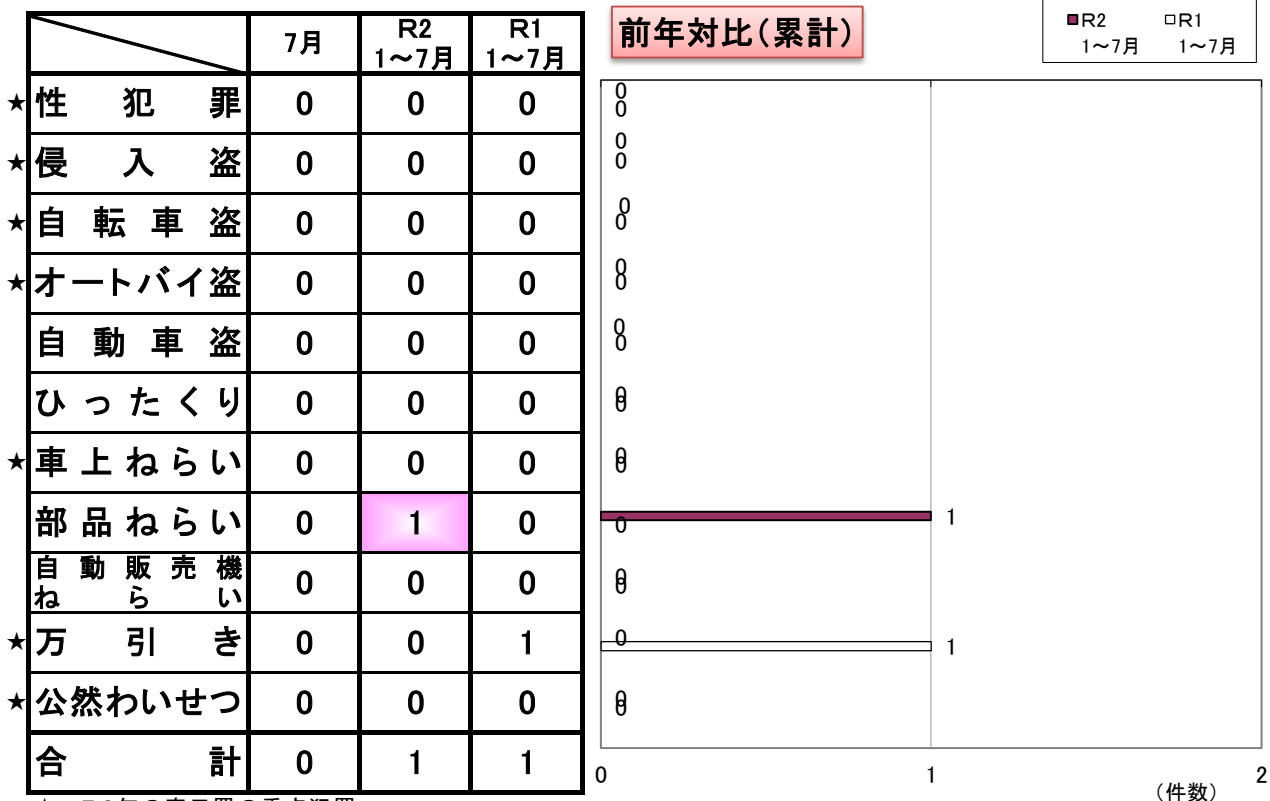 7月 R2 1～7月 R1 1～7月
★性犯罪 0 0 0
★侵入盗 0 0 0
★自転車盗 0 0 0
★オートバイ盗 0 0 0
自動車盗 0 0 0
ひったくり 0 0 0
★車上ねらい 0 0 0
部品ねらい 0 1 0
自動販売機ねらい 0 0 0
★万引き 0 0 1
★公然わいせつ 0 0 0
合計 0 1 1
前年対比（累計）
■R2 □R1
1～7月 1～7月
0
0
0
0
0
0
0
0
0
0
0
0
0
0
1
0
0
0
0
1
0
0
0 1 2
（件数）